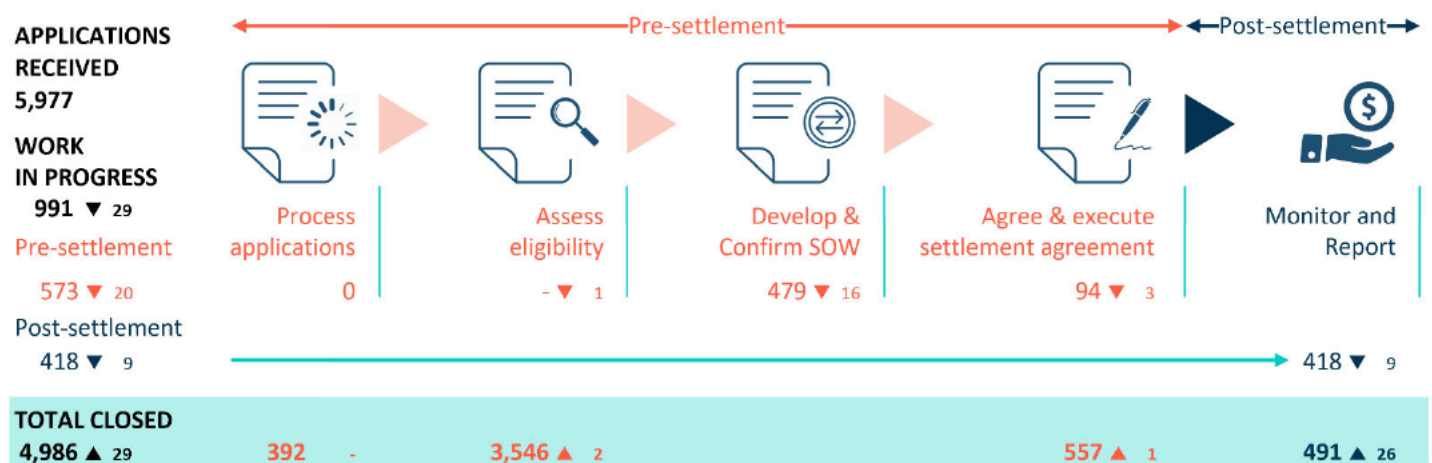 APPLICATIONS
RECEIVED
5,977
WORK
IN PROGRESS
991 ▼ 29
Pre-settlement
573 ▼ 20
Post-settlement
418 ▼ 9
Pre-settlement
Post-settlement
$
Process
applications
0
Assess
eligibility
- ▼ 1
Develop &
Confirm SOW
479 ▼ 16
Agree & execute
settlement agreement
94 ▼ 3
Monitor and
Report
418 ▼ 9
TOTAL CLOSED
4,986 ▲ 29
392 -
3,546 ▲ 2
557 ▲ 1
491 ▲ 26